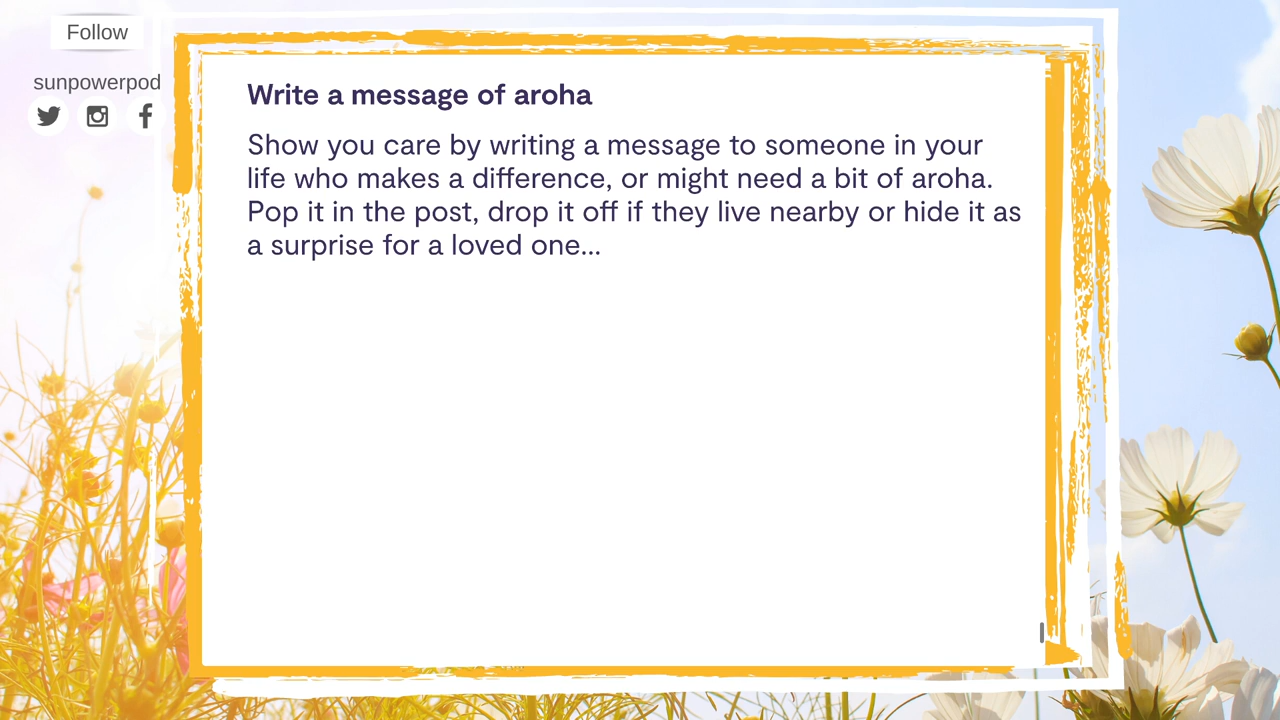 Follow
sunpowerpod
Write a message of aroha
Show you care by writing a message to someone in your
life who makes a difference, or might need a bit of aroha.
Pop it in the post, drop it off if they live nearby or hide it as
a surprise for a loved one...